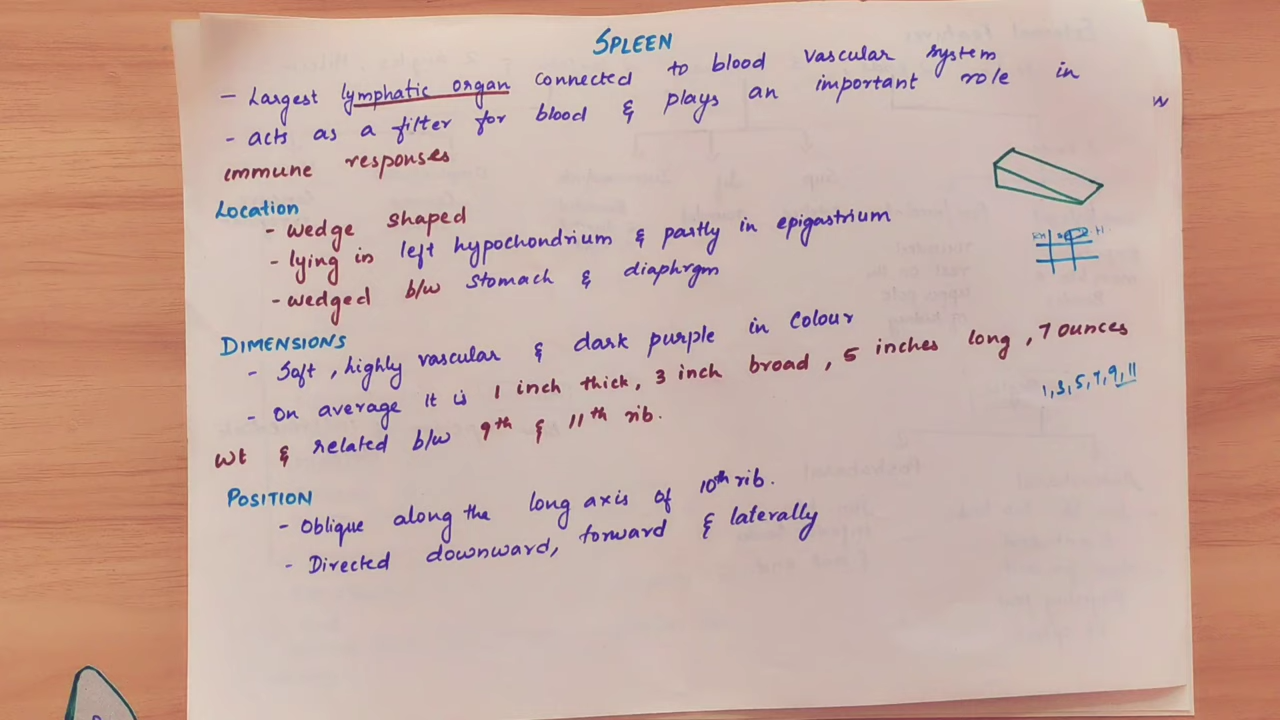 SPLEEN
- Largest lymphatic organ connected to blood vascular system
- acts as a filter for blood & plays an important role in
immune responses
Location
- wedge shaped
- lying in left hypochondrium & partly in epigastrium
- wedged b/w stomach & diaphrgm
DIMENSIONS
- Soft, highly vascular & dark purple in colour
- On average it is 1 inch thick, 3 inch broad, 5 inches long, 7 ounces
1,3,5,7,9,11
wt & related b/w 9th & 11th rib.
POSITION
- Oblique along the long axis of 10th rib.
- Directed downward, forward & laterally